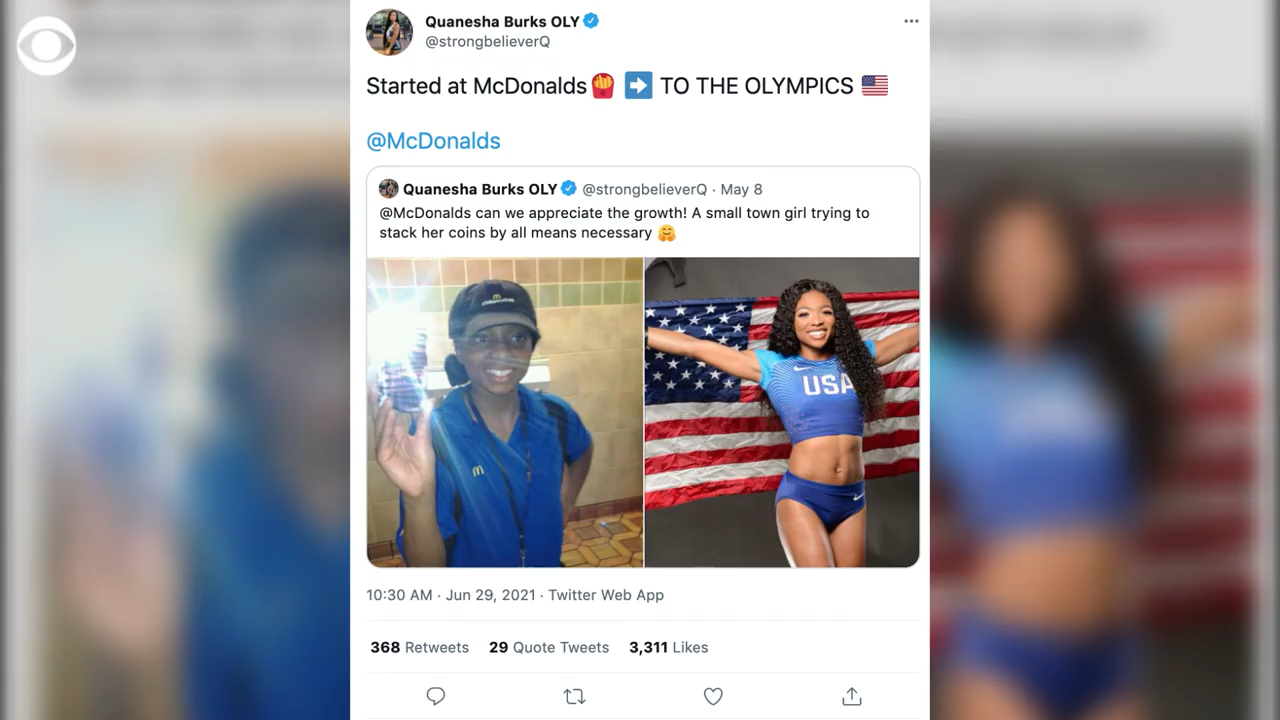 Quanesha Burks OLY
@strongbelieverQ
Started at McDonalds🍟 ➡️ TO THE OLYMPICS 🇺🇸
@McDonalds
Quanesha Burks OLY @strongbelieverQ · May 8
@McDonalds can we appreciate the growth! A small town girl trying to
stack her coins by all means necessary 🤗
USA
10:30 AM · Jun 29, 2021 · Twitter Web App
368 Retweets 29 Quote Tweets 3,311 Likes